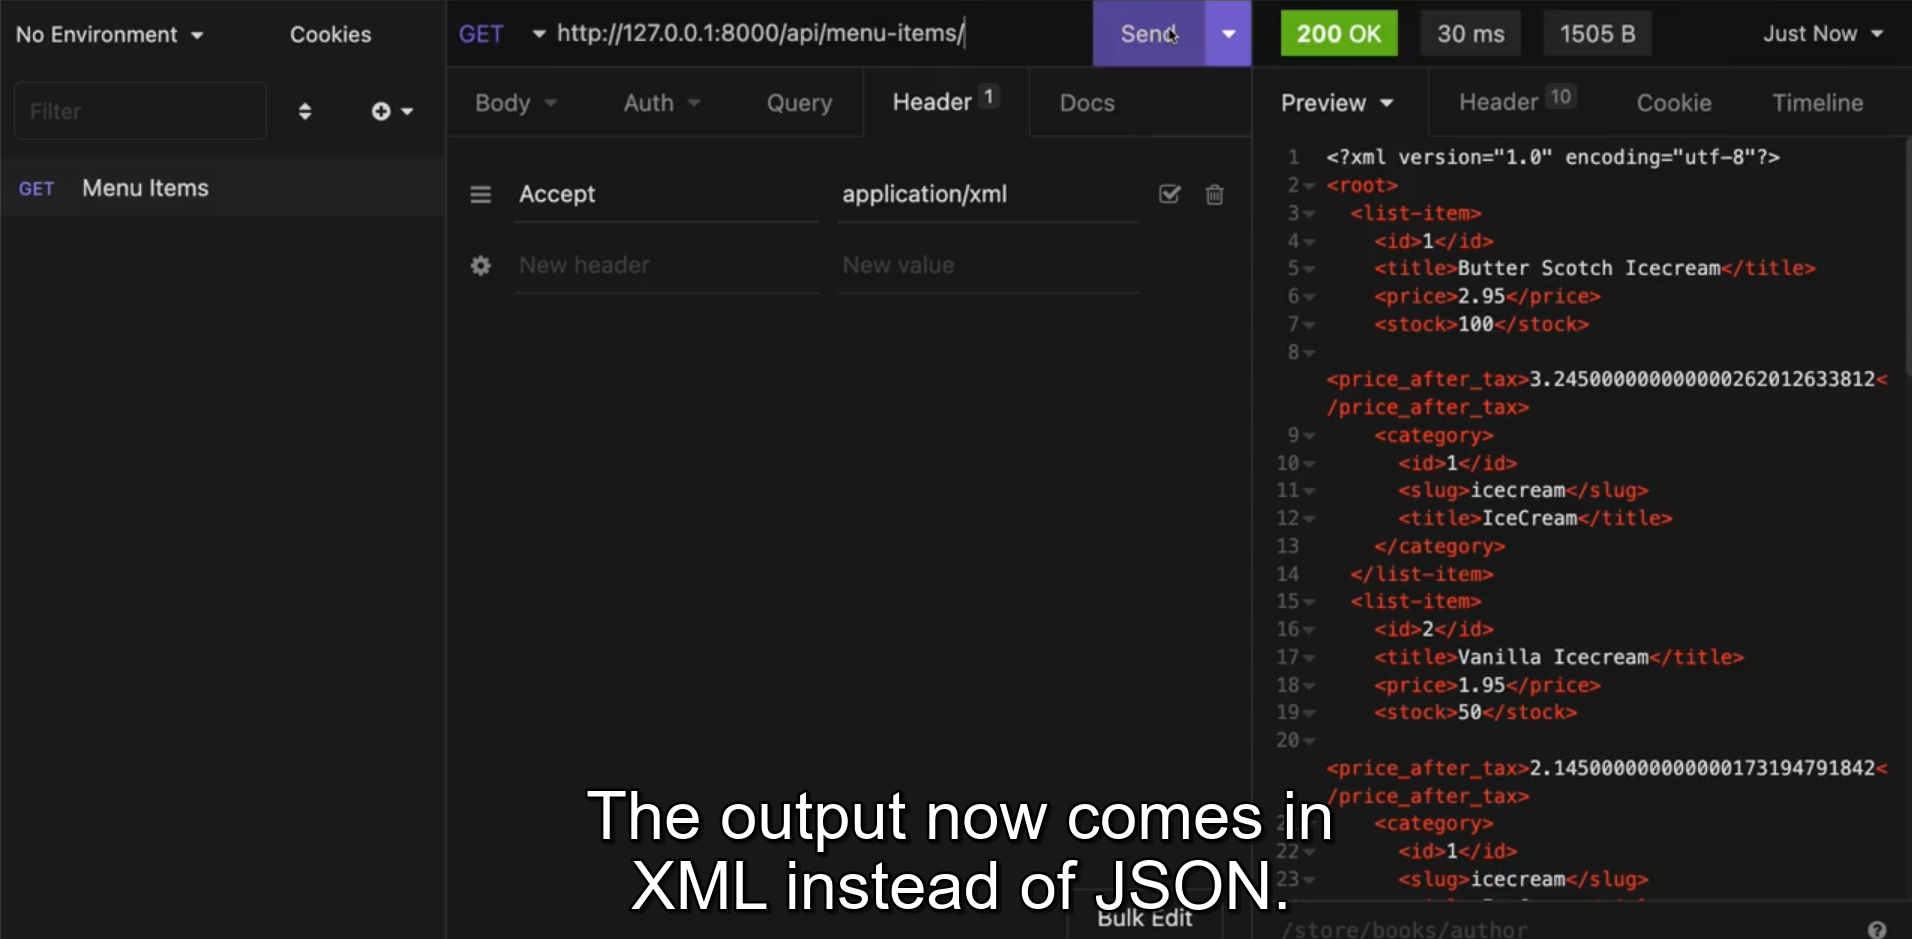 No Environment
Cookies
GET http://127.0.0.1:8000/api/menu-items/
Send
200 OK
30 ms
1505 B
Just Now
Filter
Body
Auth
Query
Header 1
Docs
Preview
Header 10
Cookie
Timeline
GET Menu Items
Accept application/xml
New header New value
1 <?xml version="1.0" encoding="utf-8"?>
2 <root>
3 <list-item>
4 <id>1</id>
5 <title>Butter Scotch Icecream</title>
6 <price>2.95</price>
7 <stock>100</stock>
8
<price_after_tax>3.2450000000000000262012633812<
/price_after_tax>
9 <category>
10 <id>1</id>
11 <slug>icecream</slug>
12 <title>IceCream</title>
13 </category>
14 </list-item>
15 <list-item>
16 <id>2</id>
17 <title>Vanilla Icecream</title>
18 <price>1.95</price>
19 <stock>50</stock>
20
<price_after_tax>2.1450000000000000173194791842<
/price_after_tax>
<category>
22 <id>1</id>
23 <slug>icecream</slug>
The output now comes in
XML instead of JSON.
Bulk Edit
/store/books/author